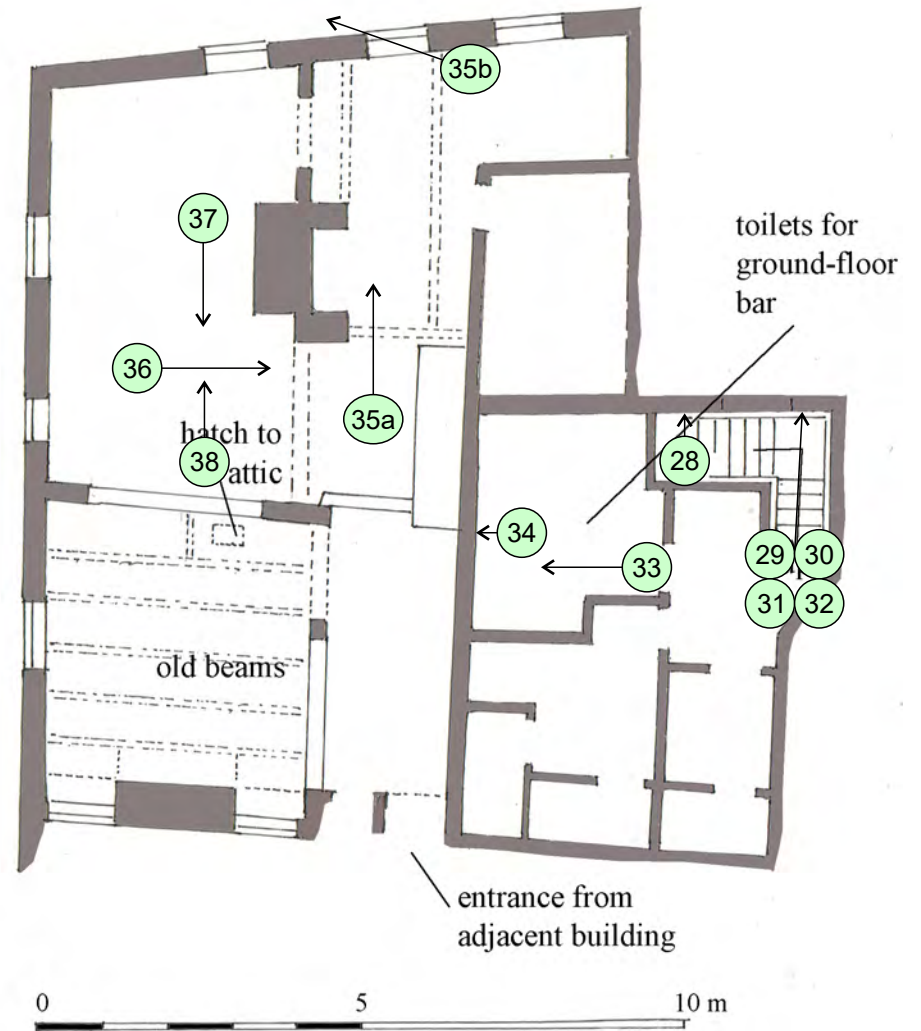 35b
37
toilets for
ground-floor
bar
36
35a
hatch to
attic
38
28
34
33
29
30
31
32
old beams
entrance from
adjacent building
0
5
10 m